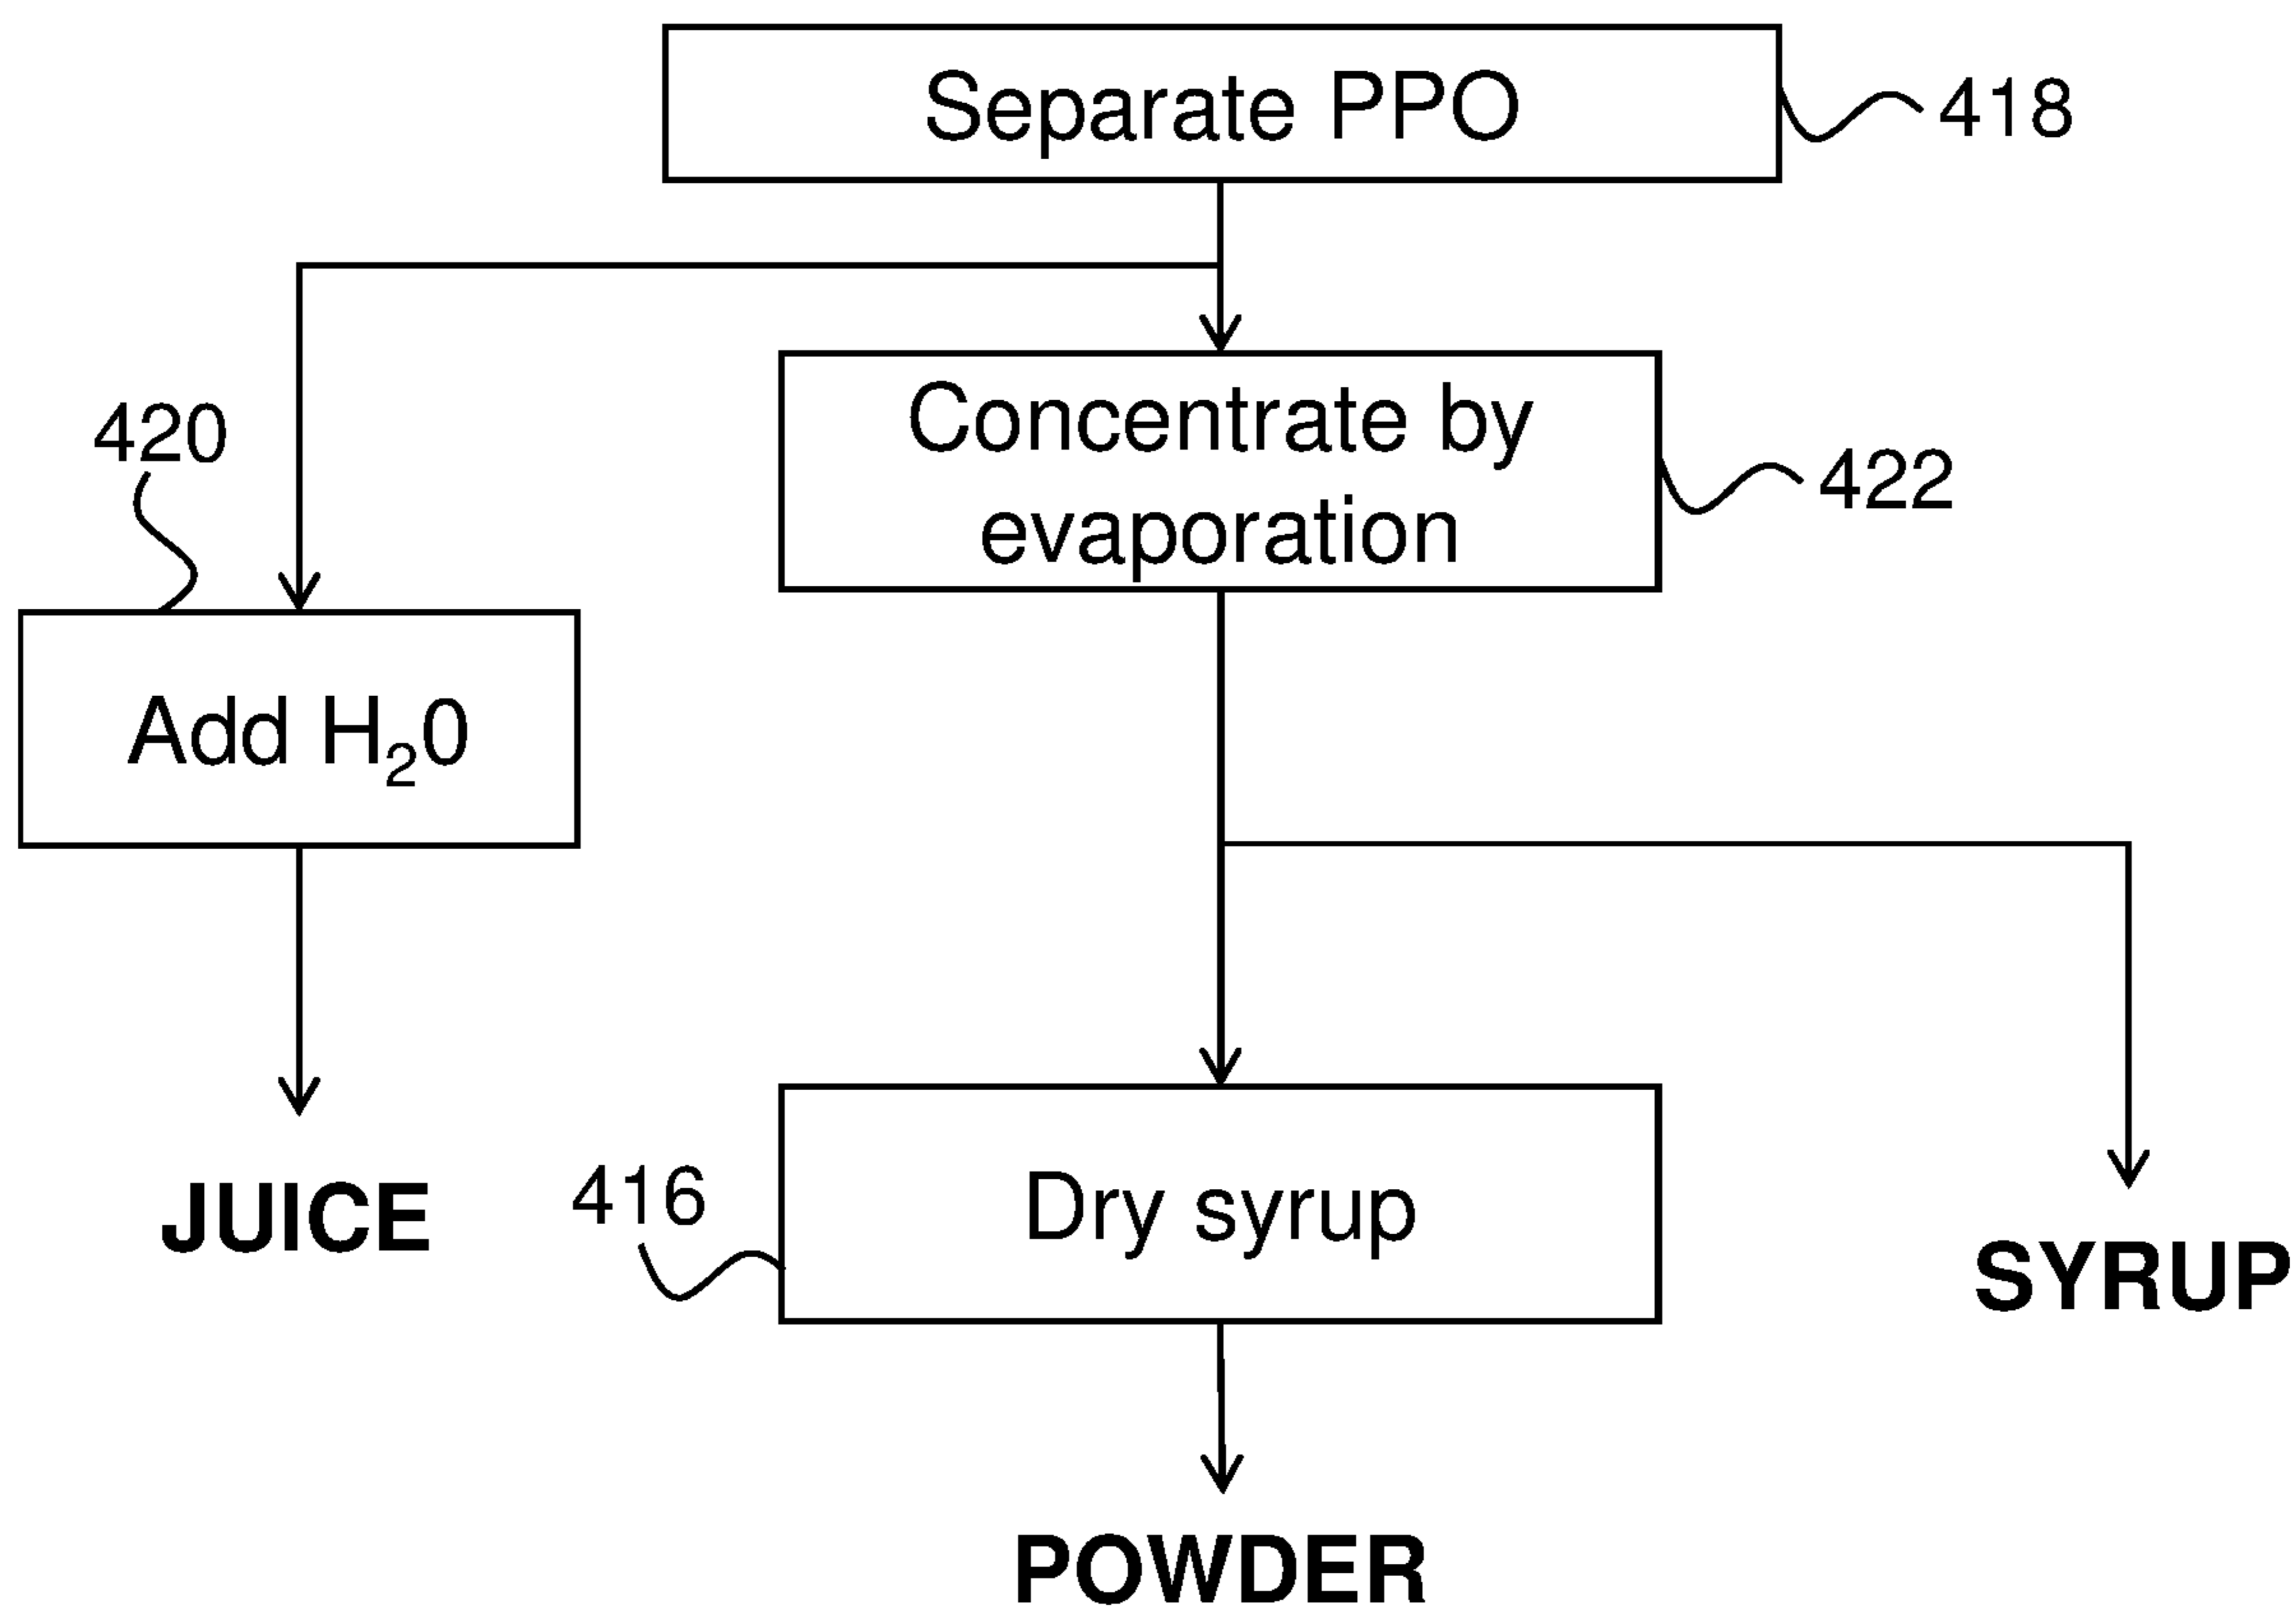 Separate PPO
418
Concentrate by
evaporation
420
422
Add H₂0
JUICE
416
Dry syrup
SYRUP
POWDER